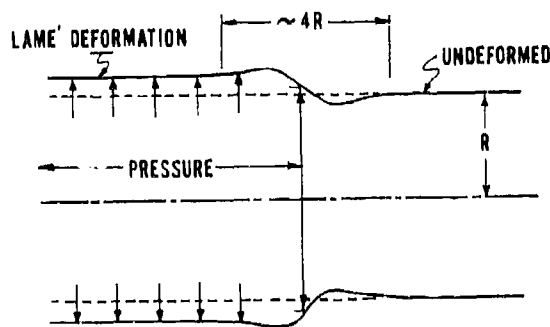 ~4R
LAME' DEFORMATION
UNDEFORMED
R
PRESSURE